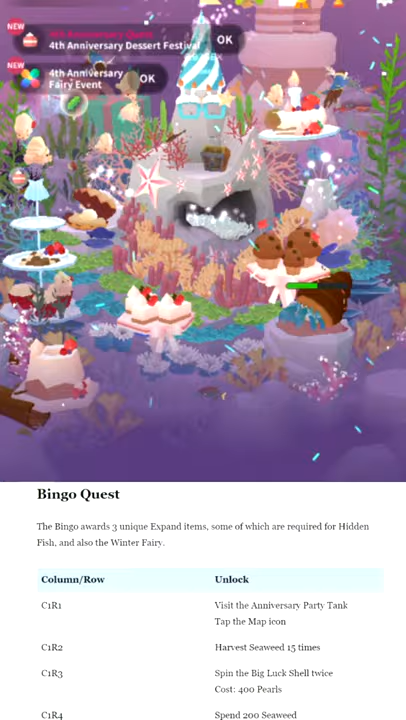 NEW
4th Anniversary Quest
4th Anniversary Dessert Festival
OK
NEW
4th Anniversary
Fairy Event
OK
Bingo Quest
The Bingo awards 3 unique Expand items, some of which are required for Hidden
Fish, and also the Winter Fairy.
Column/Row Unlock
C1R1 Visit the Anniversary Party Tank
Tap the Map icon
C1R2 Harvest Seaweed 15 times
C1R3 Spin the Big Luck Shell twice
Cost: 400 Pearls
C1R4 Spend 200 Seaweed